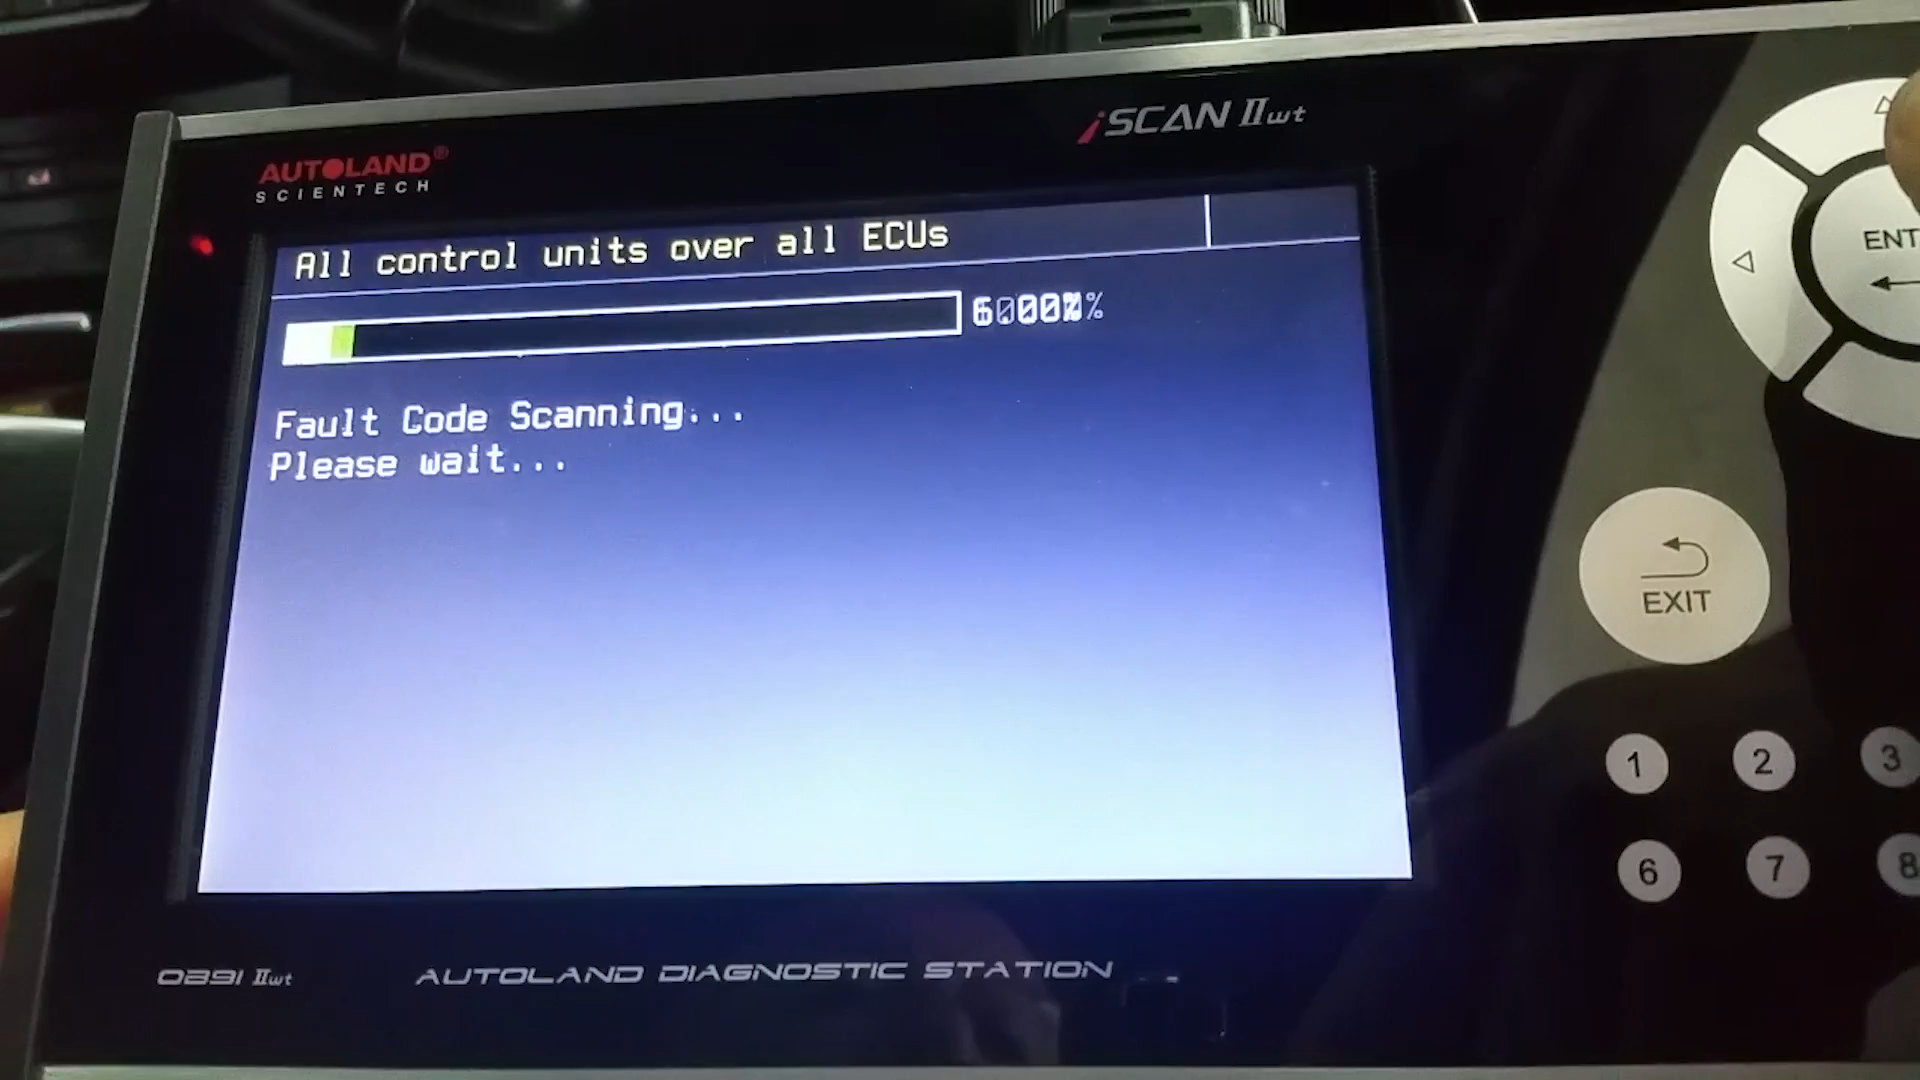 iSCAN IIwt
AUTOLAND®
SCIENTECH
All control units over all ECUs
Fault Code Scanning...
Please wait...
ENT
EXIT
1 2 3
6 7 8
AUTOLAND DIAGNOSTIC STATION